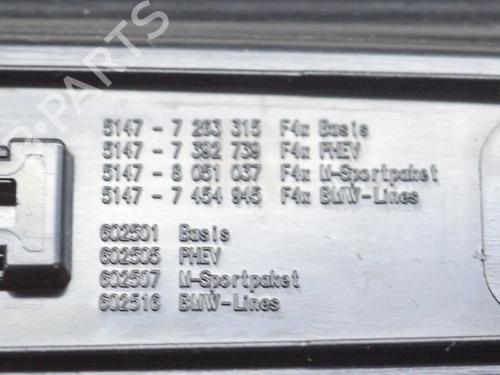 B-PARTS
5147 - 7 263 315 F4x Basis
5147 - 7 392 739 F4x PHEV
5147 - 8 051 037 F4x M-Sportpaket
5147 - 7 454 945 F4x BMW-Lines
602501 Basis
602505 PHEV
602507 M-Sportpaket
602516 BMW-Lines